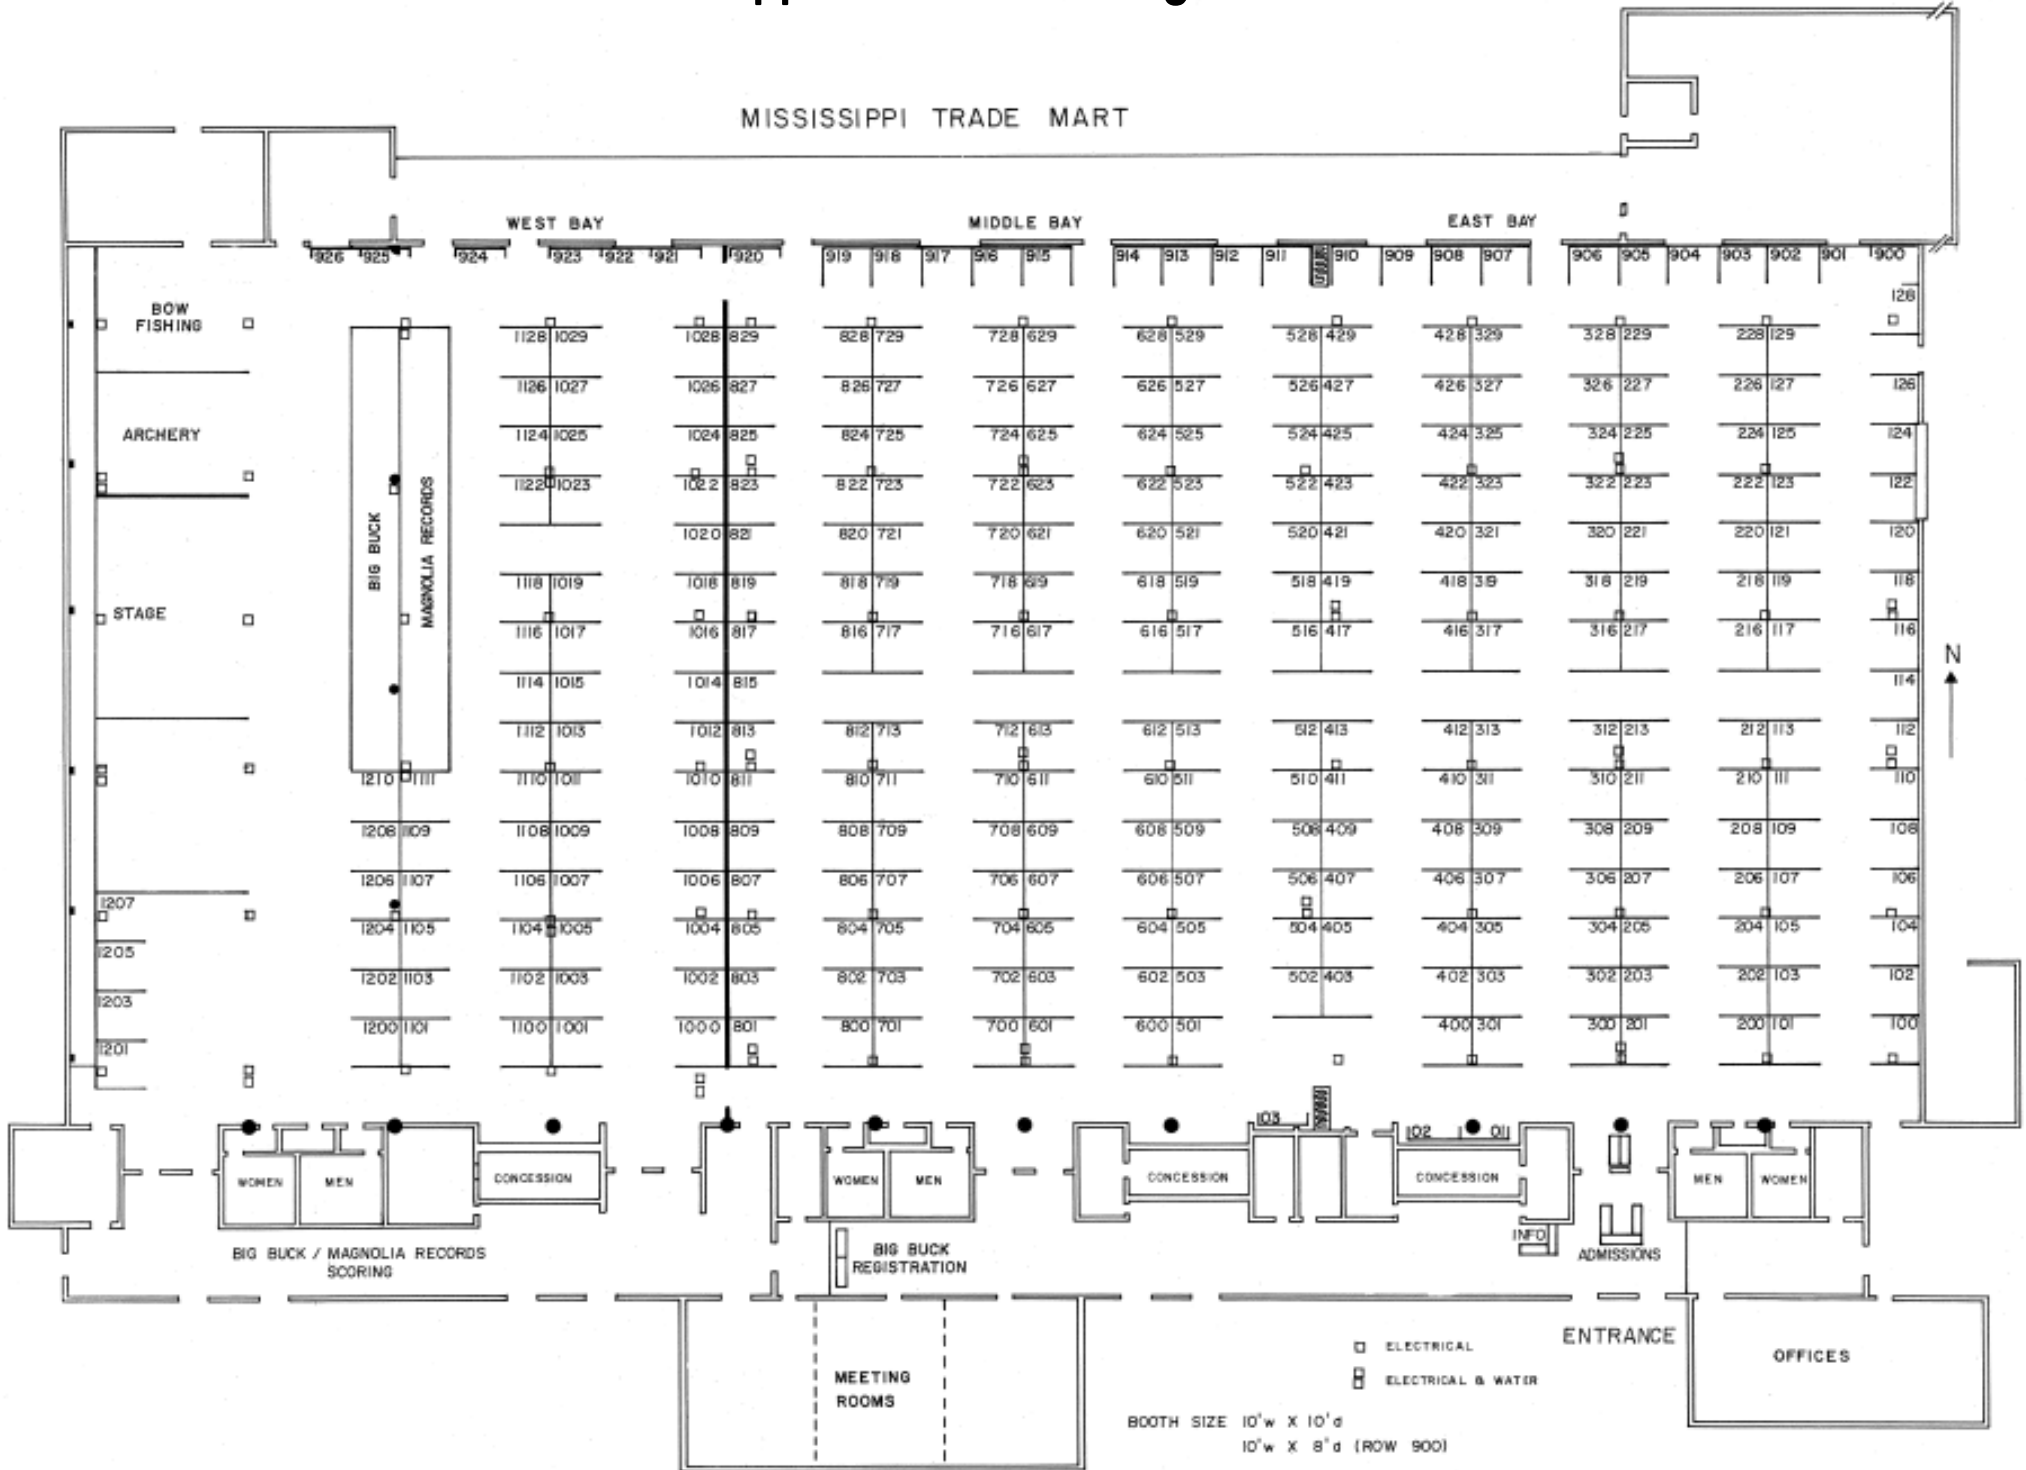 MISSISSIPPI TRADE MART
WEST BAY MIDDLE BAY EAST BAY
926 925 924 923 922 921 920 919 918 917 916 915 914 913 912 911 910 909 908 907 906 905 904 903 902 901 900
128
BOW
FISHING
1128 1029 1028 829 828 729 728 629 628 529 528 429 428 329 328 229 228 129
1126 1027 1026 827 826 727 726 627 626 527 526 427 426 327 326 227 226 127 126
ARCHERY
1124 1025 1024 825 824 725 724 625 624 525 524 425 424 325 324 225 224 125 124
1122 1023 1022 823 822 723 722 623 622 523 522 423 422 323 322 223 222 123 122
BIG BUCK
MAGNOLIA RECORDS
1020 821 820 721 720 621 620 521 520 421 420 321 320 221 220 121 120
1118 1019 1018 819 818 719 718 619 618 519 518 419 418 319 318 219 218 119 118
STAGE
1116 1017 1016 817 816 717 716 617 616 517 516 417 416 317 316 217 216 117 116
N
1114 1015 1014 815 114
1112 1013 1012 813 812 713 712 613 612 513 512 413 412 313 312 213 212 113 112
1210 1111 1110 1011 1010 811 810 711 710 611 610 511 510 411 410 311 310 211 210 111 110
1208 1109 1108 1009 1008 809 808 709 708 609 608 509 508 409 408 309 308 209 208 109 108
1206 1107 1106 1007 1006 807 806 707 706 607 606 507 506 407 406 307 306 207 206 107 106
1207
1204 1105 1104 1005 1004 805 804 705 704 605 604 505 504 405 404 305 304 205 204 105 104
1205
1202 1103 1102 1003 1002 803 802 703 702 603 602 503 502 403 402 303 302 203 202 103 102
1203
1200 1101 1100 1001 1000 801 800 701 700 601 600 501 400 301 300 201 200 101 100
1201
103 102 01
WOMEN MEN CONCESSION WOMEN MEN CONCESSION CONCESSION MEN WOMEN
INFO
BIG BUCK / MAGNOLIA RECORDS
SCORING
BIG BUCK
REGISTRATION
ADMISSIONS
ENTRANCE
OFFICES
MEETING
ROOMS
ELECTRICAL
ELECTRICAL & WATER
BOOTH SIZE 10'w X 10'd
10'w X 8'd (ROW 900)